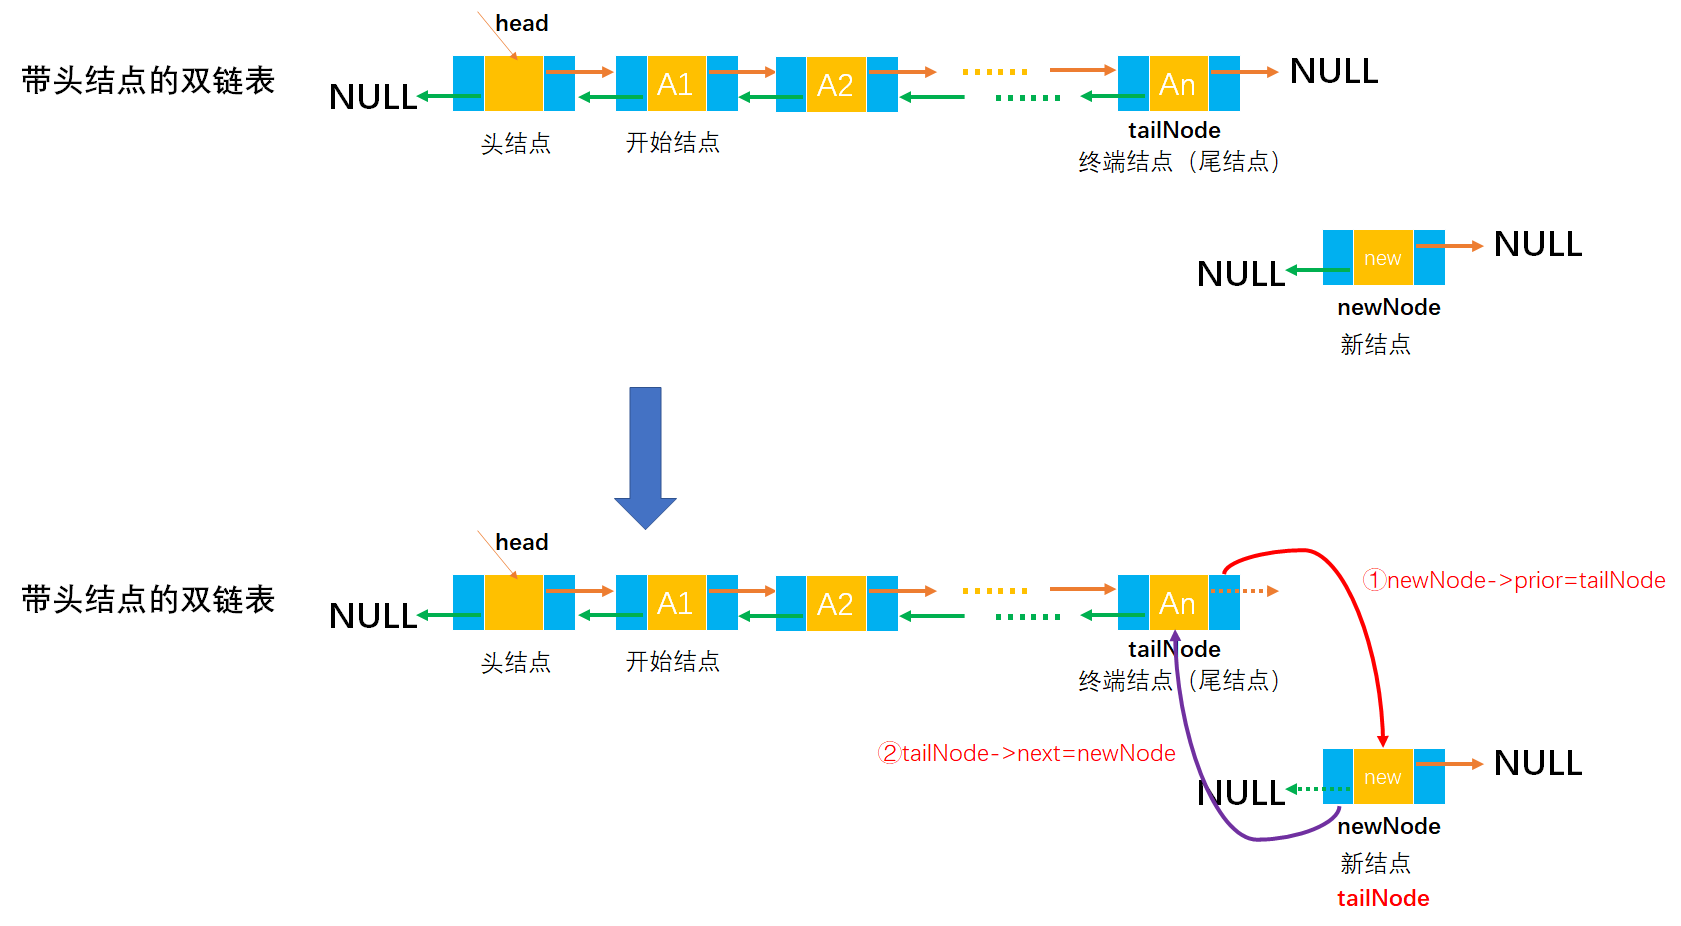 head
带头结点的双链表
NULL
A1
A2
An
NULL
头结点
开始结点
tailNode
终端结点（尾结点）
NULL
new
NULL
newNode
新结点
head
①newNode->prior=tailNode
带头结点的双链表
NULL
A1
A2
An
头结点
开始结点
tailNode
终端结点（尾结点）
②tailNode->next=newNode
NULL
new
NULL
newNode
新结点
tailNode